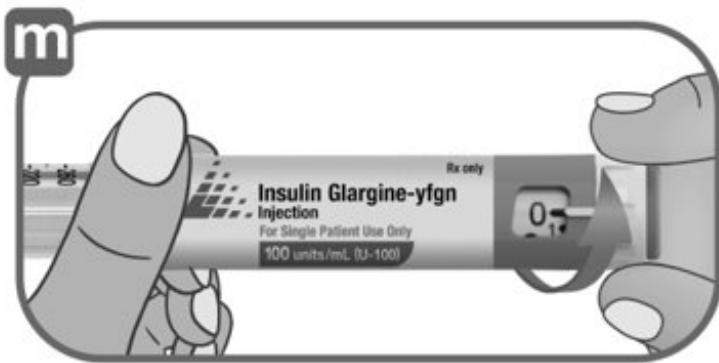 m
Rx only
Insulin Glargine-yfgn
Injection
For Single Patient Use Only
100 units/mL (U-100)
0
1